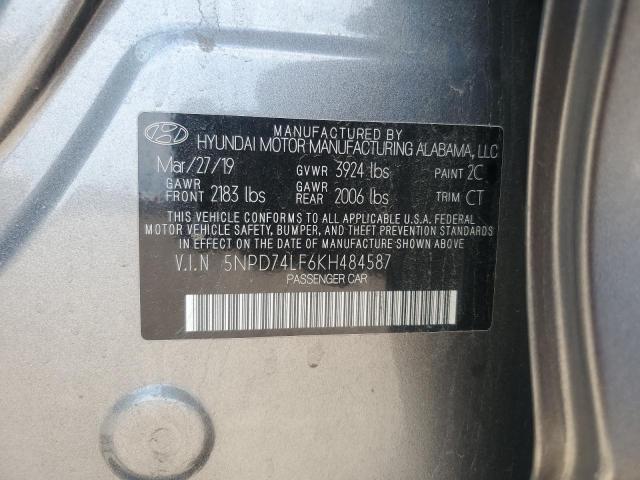 MANUFACTURED BY
HYUNDAI MOTOR MANUFACTURING ALABAMA, LLC
Mar/27/19 GVWR 3924 lbs PAINT 2C
GAWR FRONT 2183 lbs GAWR REAR 2006 lbs TRIM CT
THIS VEHICLE CONFORMS TO ALL APPLICABLE U.S.A. FEDERAL
MOTOR VEHICLE SAFETY, BUMPER, AND THEFT PREVENTION
STANDARDS IN EFFECT ON THE DATE OF MANUFACTURE SHOWN ABOVE
V.I.N 5NPD74LF6KH484587
PASSENGER CAR